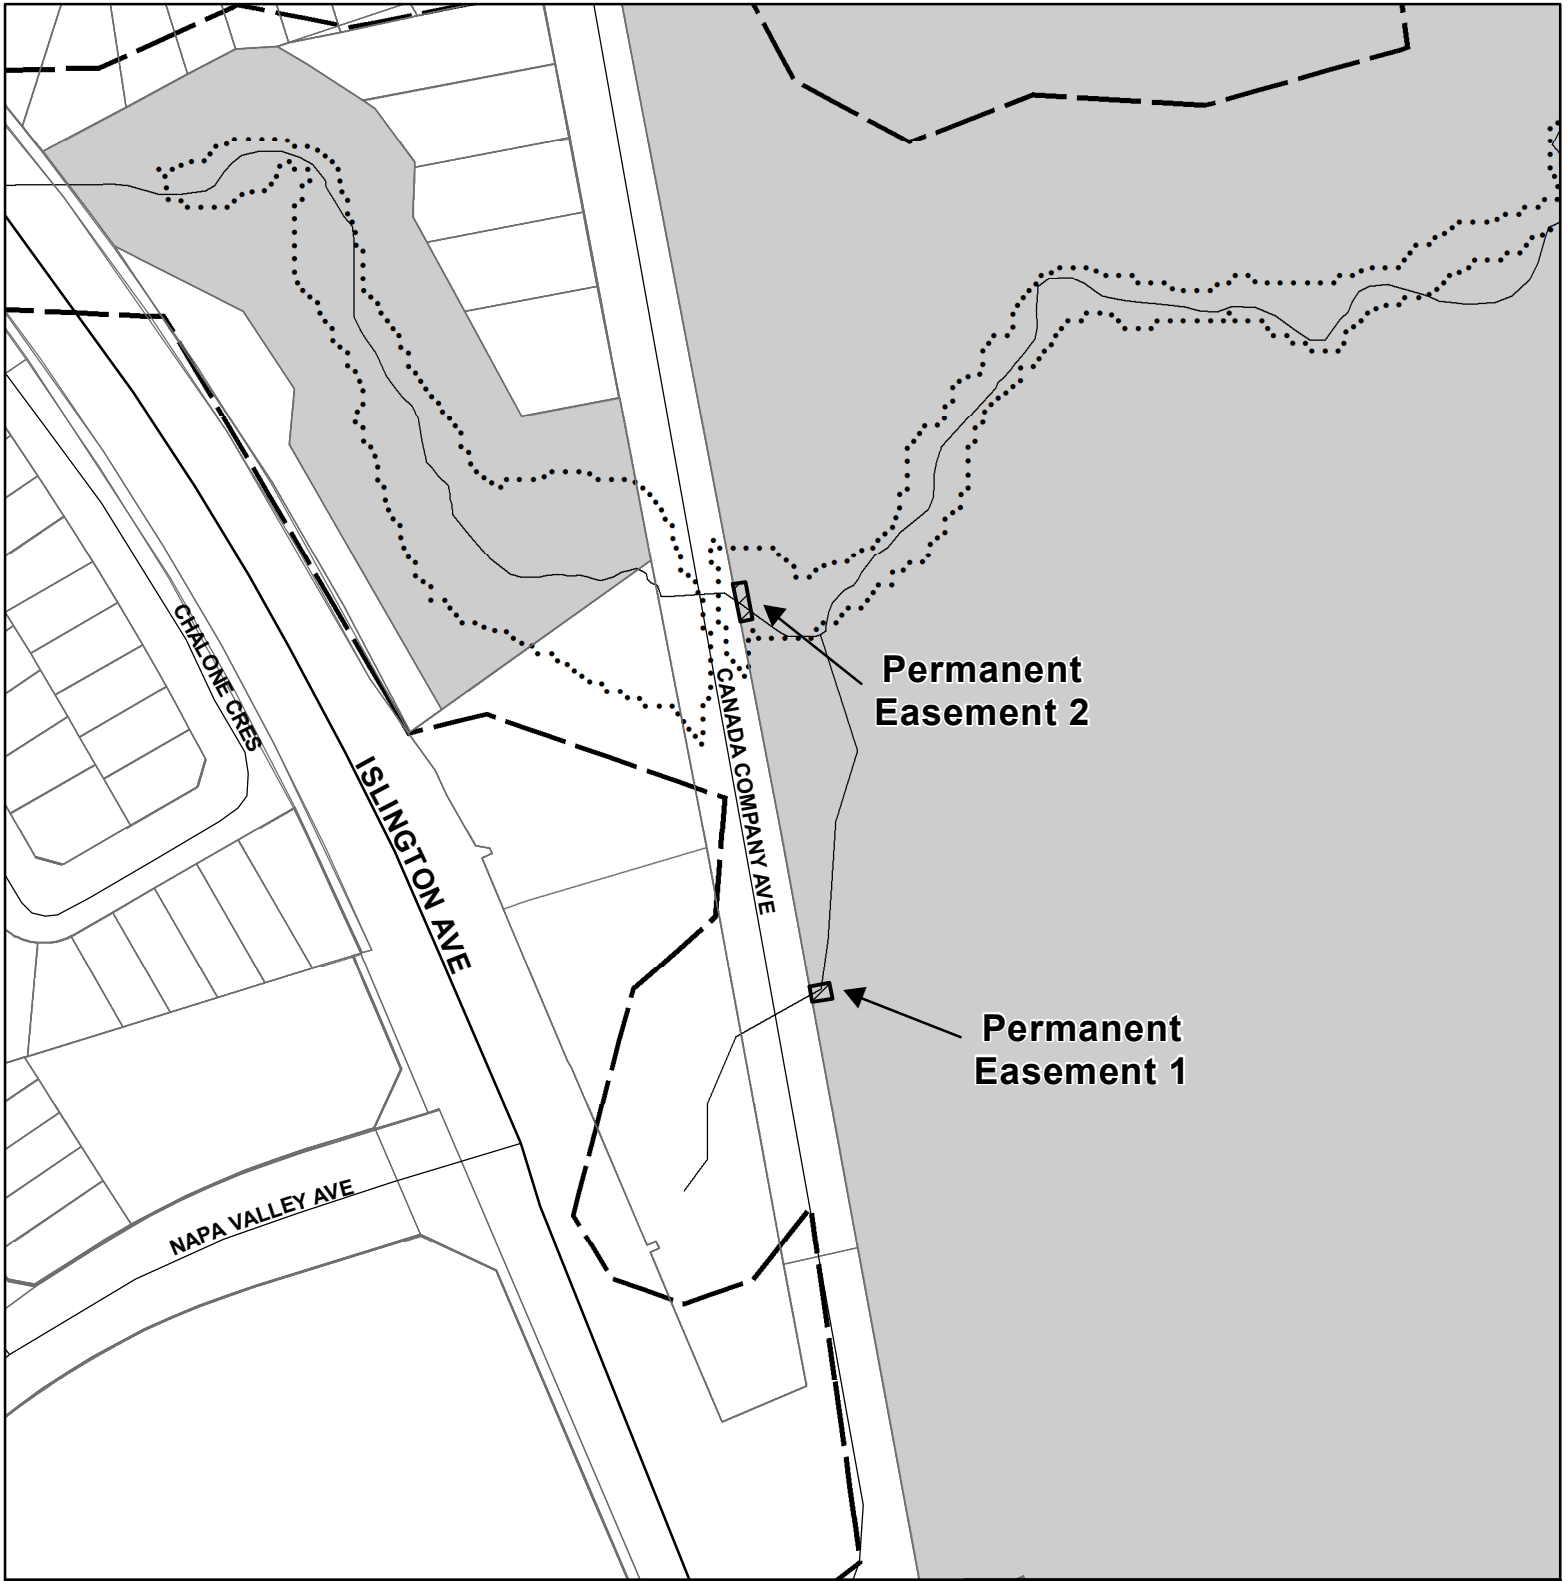 CHALONE CRES
Permanent
Easement 2
CANADA COMPANY AVE
ISLINGTON AVE
Permanent
Easement 1
NAPA VALLEY AVE